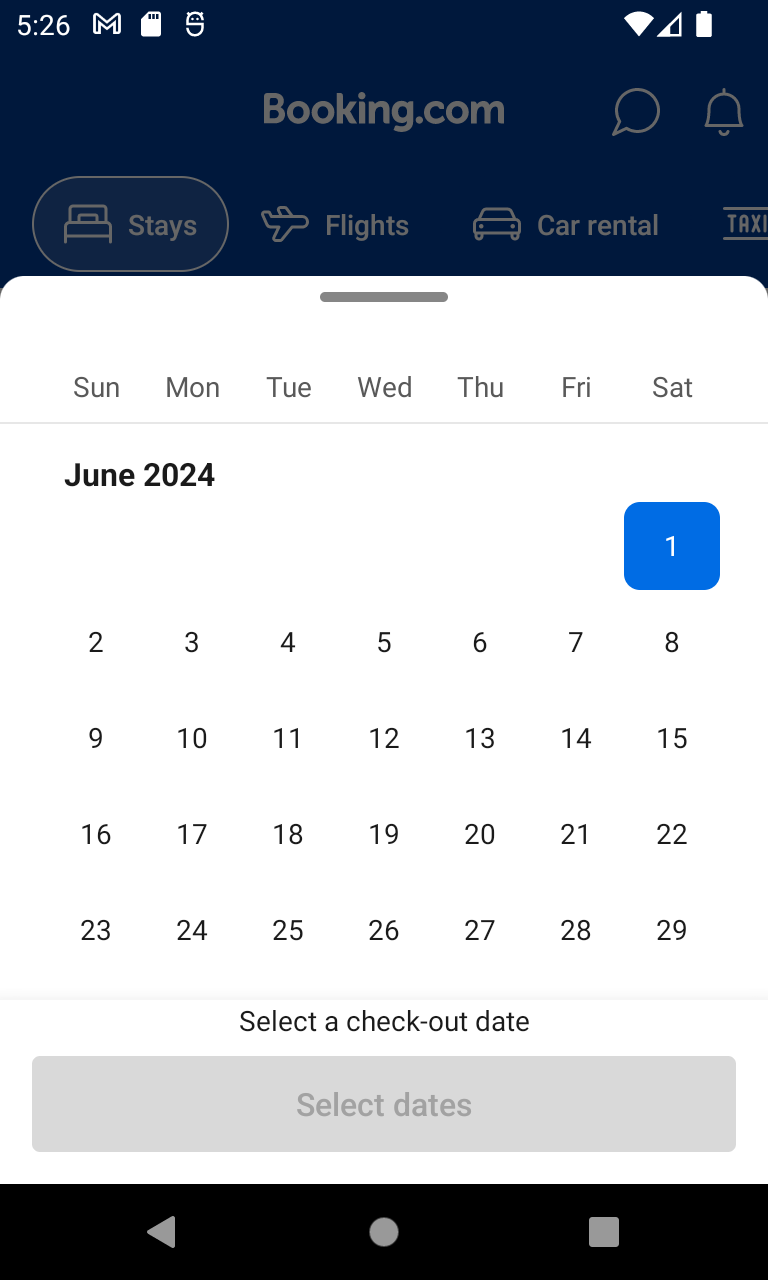 5:26
Booking.com
Stays Flights Car rental TAXI
Sun Mon Tue Wed Thu Fri Sat
June 2024
1
2 3 4 5 6 7 8
9 10 11 12 13 14 15
16 17 18 19 20 21 22
23 24 25 26 27 28 29
Select a check-out date
Select dates